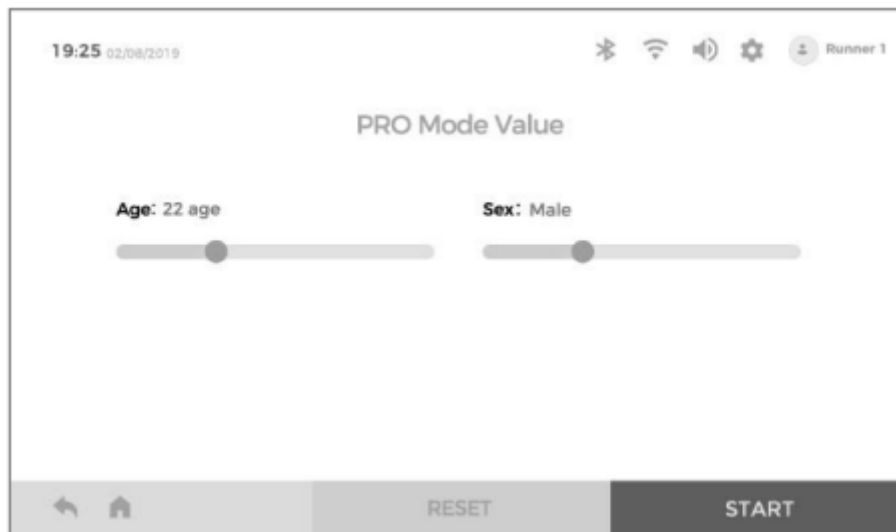 19:25 02/08/2019
Runner 1
PRO Mode Value
Age: 22 age
Sex: Male
RESET
START